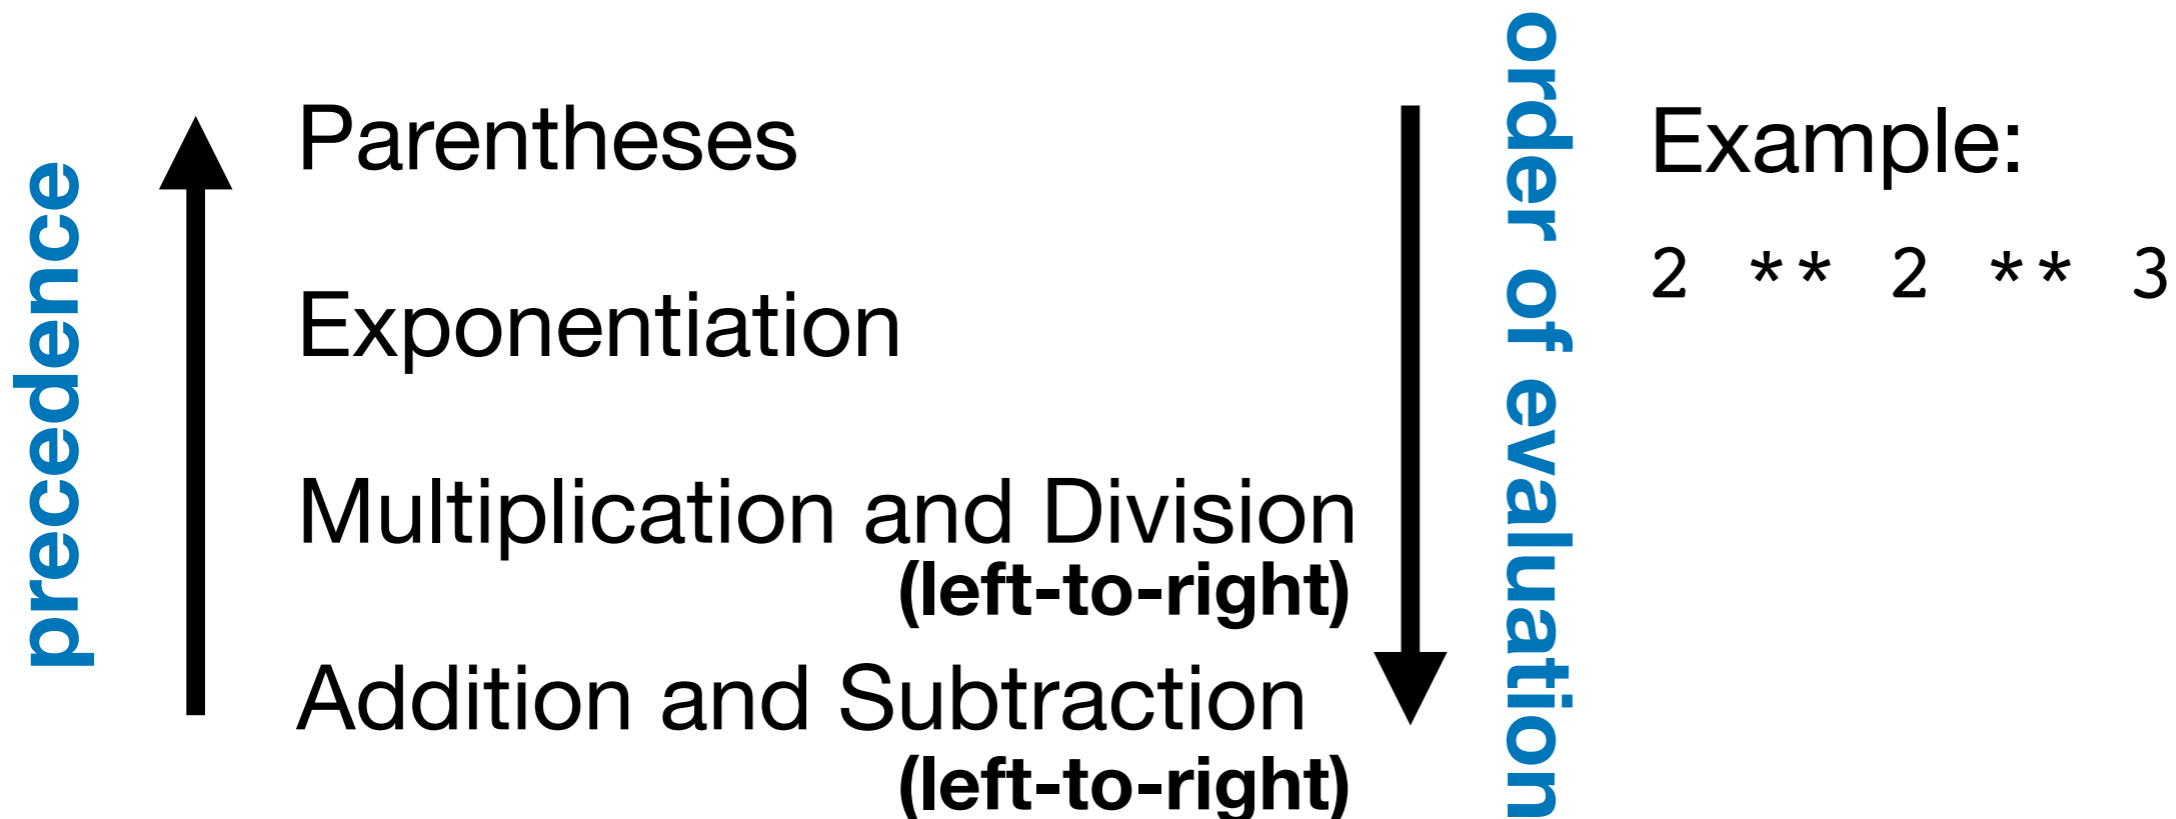 precedence
Parentheses
Exponentiation
Multiplication and Division
(left-to-right)
Addition and Subtraction
(left-to-right)
order of evaluation
Example:
2 ** 2 ** 3